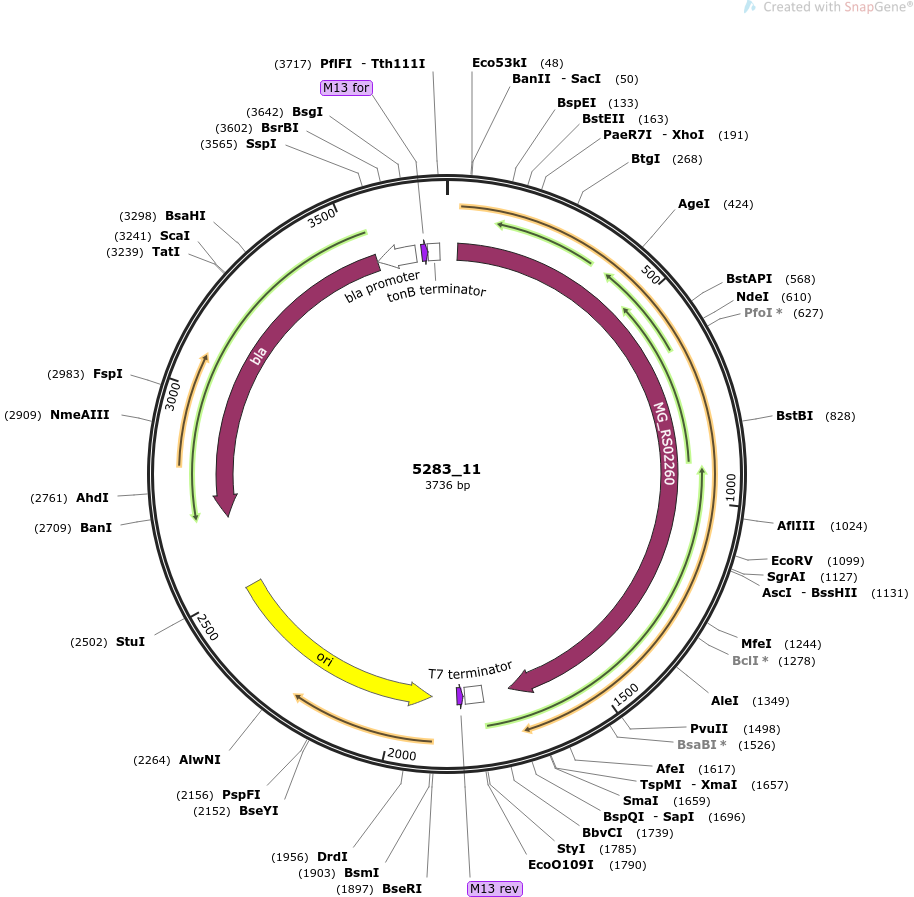 Created with SnapGene®
(3717) PflFI - Tth111I
M13 for
(3642) BsgI
(3602) BsrBI
(3565) SspI
Eco53kI (48)
BanII - SacI (50)
BspEI (133)
BstEII (163)
PaeR7I - XhoI (191)
BtgI (268)
AgeI (424)
BstAPI (568)
NdeI (610)
PfoI * (627)
BstBI (828)
AflIII (1024)
EcoRV (1099)
SgrAI (1127)
AscI - BssHII (1131)
MfeI (1244)
BclI * (1278)
AleI (1349)
PvuII (1498)
BsaBI * (1526)
AfeI (1617)
TspMI - XmaI (1657)
SmaI (1659)
BspQI - SapI (1696)
BbvCI (1739)
StyI (1785)
EcoO109I (1790)
M13 rev
(1897) BseRI
(1903) BsmI
(1956) DrdI
(2152) BseYI
(2156) PspFI
(2264) AlwNI
(2502) StuI
(2709) BanI
(2761) AhdI
(2909) NmeAIII
(2983) FspI
(3239) TatI
(3241) ScaI
(3298) BsaHI
500
1000
1500
2000
2500
3000
3500
bla promoter
tonB terminator
bla
MG_RS02260
5283_11
3736 bp
T7 terminator
ori